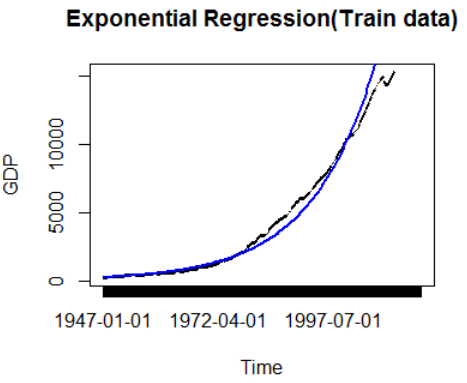 Exponential Regression(Train data)
GDP
10000
5000
0
1947-01-01 1972-04-01 1997-07-01
Time